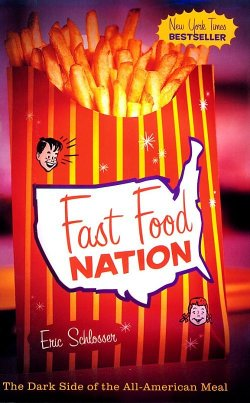 New York Times
BESTSELLER
Fast Food
NATION
Eric Schlosser
The Dark Side of the All-American Meal